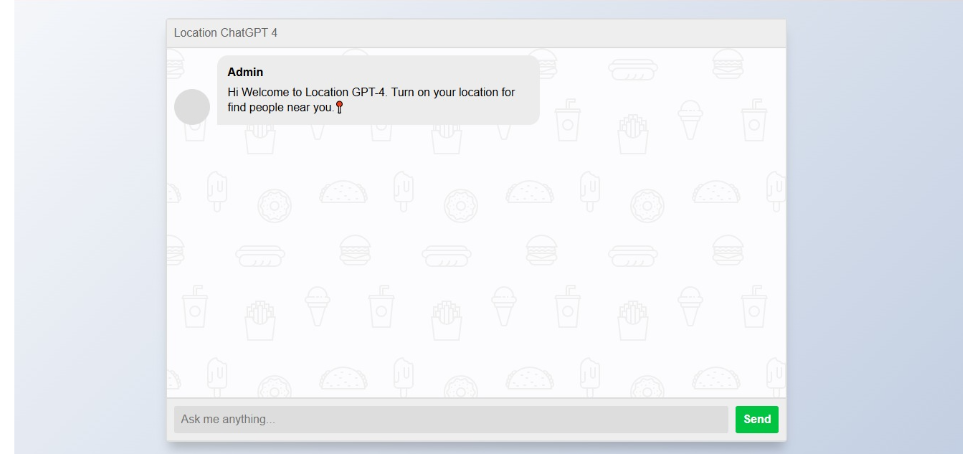 Location ChatGPT 4
Admin
Hi Welcome to Location GPT-4. Turn on your location for
find people near you.📍
Ask me anything...
Send